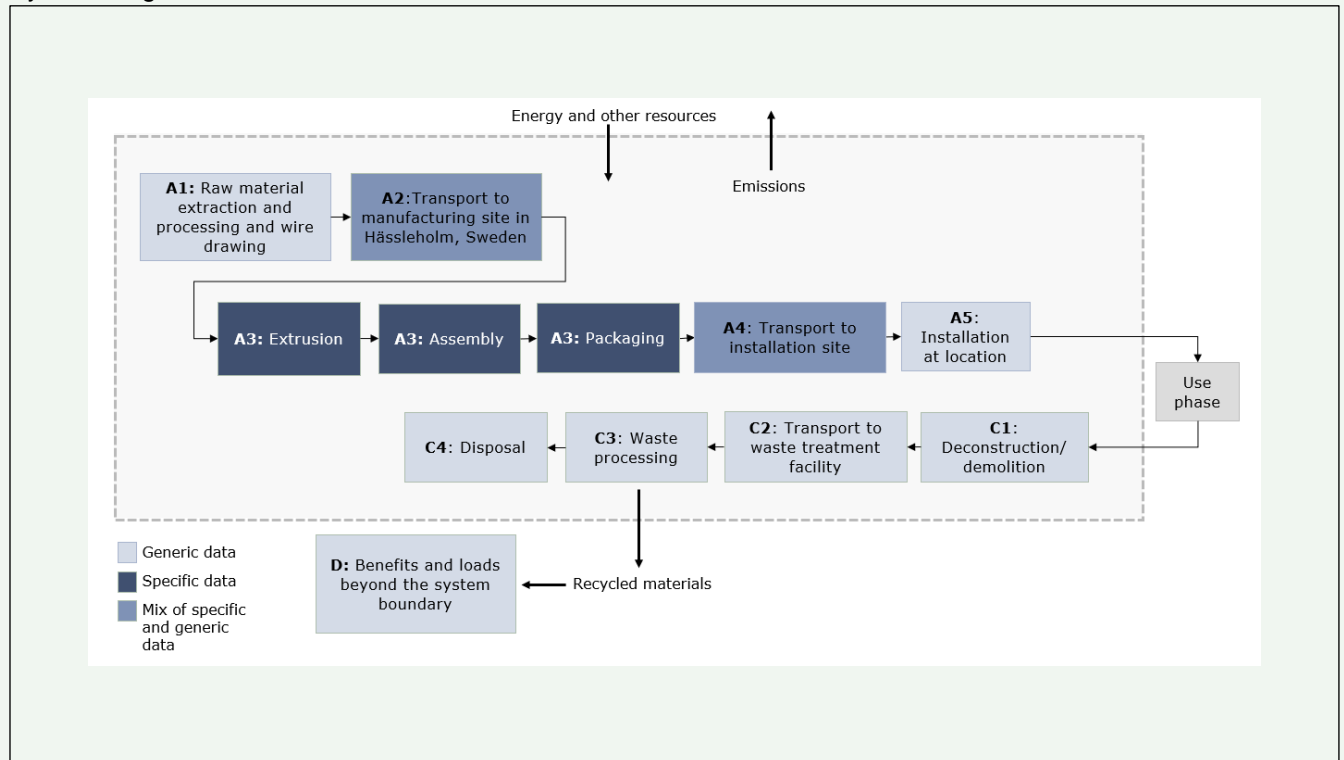 Energy and other resources
Emissions
A1: Raw material
extraction and
processing and wire
drawing
A2:Transport to
manufacturing site in
Hässleholm, Sweden
A3: Extrusion
A3: Assembly
A3: Packaging
A4: Transport to
installation site
A5:
Installation
at location
Use
phase
C1:
Deconstruction/
demolition
C2: Transport to
waste treatment
facility
C3: Waste
processing
C4: Disposal
Recycled materials
D: Benefits and loads
beyond the system
boundary
Generic data
Specific data
Mix of specific
and generic
data